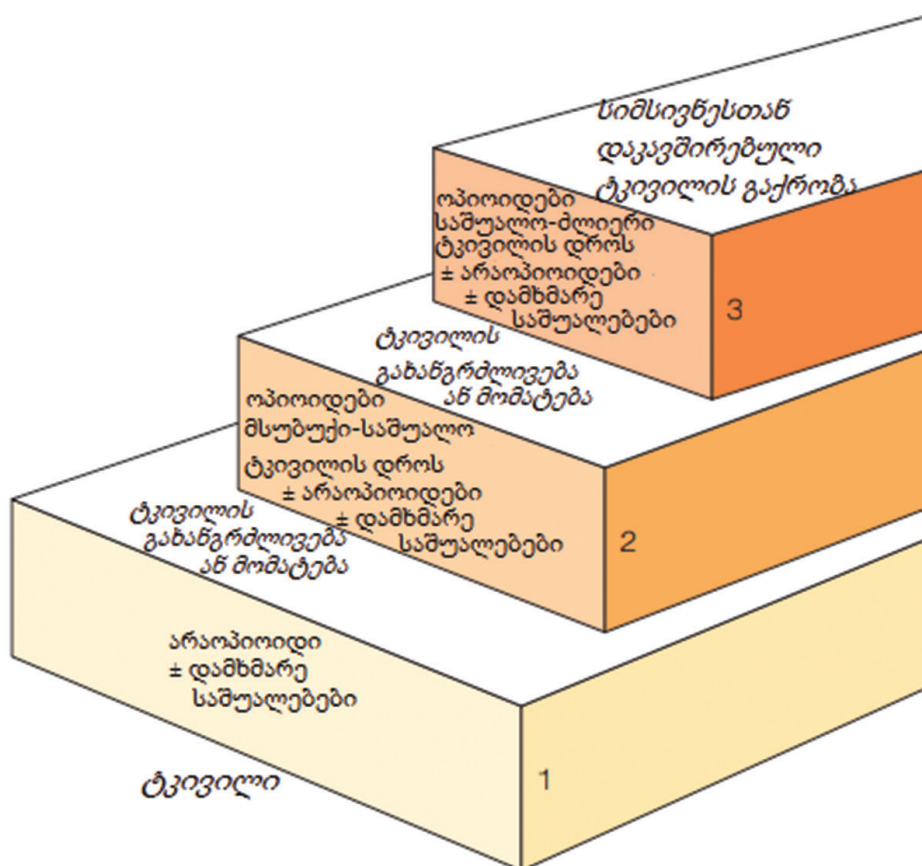 სიმსივნესთან
დაკავშირებული
ტკივილის გაქრობა
ოპიოიდები
საშუალო-ძლიერი
ტკივილის დროს
± არაოპიოიდები
± დამხმარე
საშუალებები
3
ტკივილის
გახანგრძლივება
ან მომატება
ოპიოიდები
მსუბუქი-საშუალო
ტკივილის დროს
± არაოპიოიდები
± დამხმარე
საშუალებები
2
ტკივილის
გახანგრძლივება
ან მომატება
არაოპიოიდი
± დამხმარე
საშუალებები
1
ტკივილი